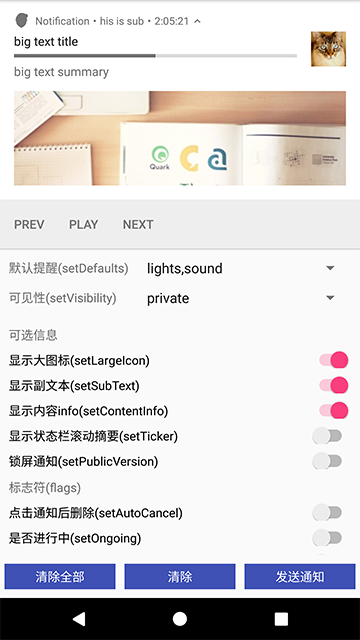 Notification • his is sub • 2:05:21
big text title
big text summary
Quark
PREV PLAY NEXT
默认提醒(setDefaults) lights,sound
可见性(setVisibility) private
可选信息
显示大图标(setLargeIcon)
显示副文本(setSubText)
显示内容info(setContentInfo)
显示状态栏滚动摘要(setTicker)
锁屏通知(setPublicVersion)
标志符(flags)
点击通知后删除(setAutoCancel)
是否进行中(setOngoing)
清除全部 清除 发送通知